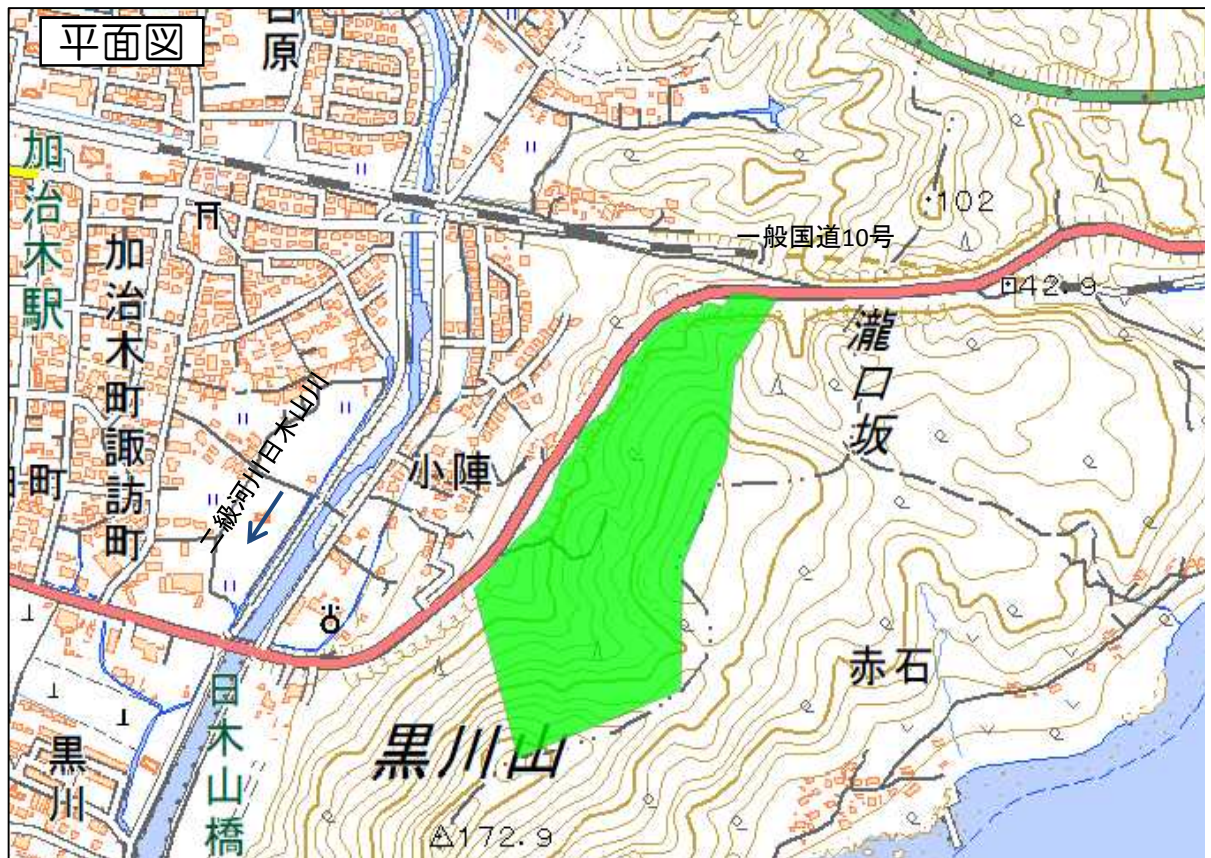 平面図
原
加治木駅
加治木町諏訪町
102
一般国道10号
42.9
瀧口坂
二級河川日木山川
小陣
町
赤石
黒川山
日木山橋
黒川
172.9